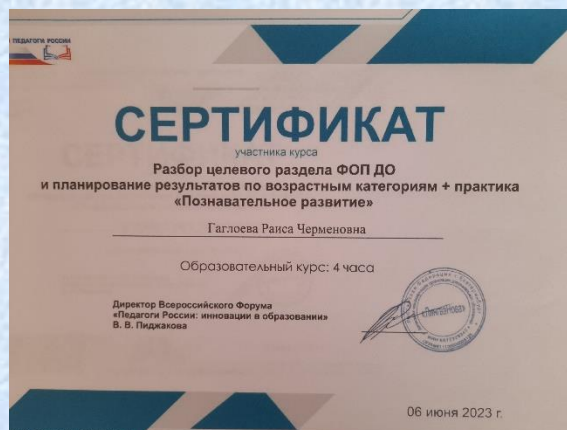 ПЕДАГОГИ РОССИИ
СЕРТИФИКАТ
участника курса
Разбор целевого раздела ФОП ДО
и планирование результатов по возрастным категориям + практика
«Познавательное развитие»
Гаглоева Раиса Черменовна
Образовательный курс: 4 часа
Директор Всероссийского Форума
«Педагоги России: инновации в образовании»
В. В. Пиджакова
06 июня 2023 г.